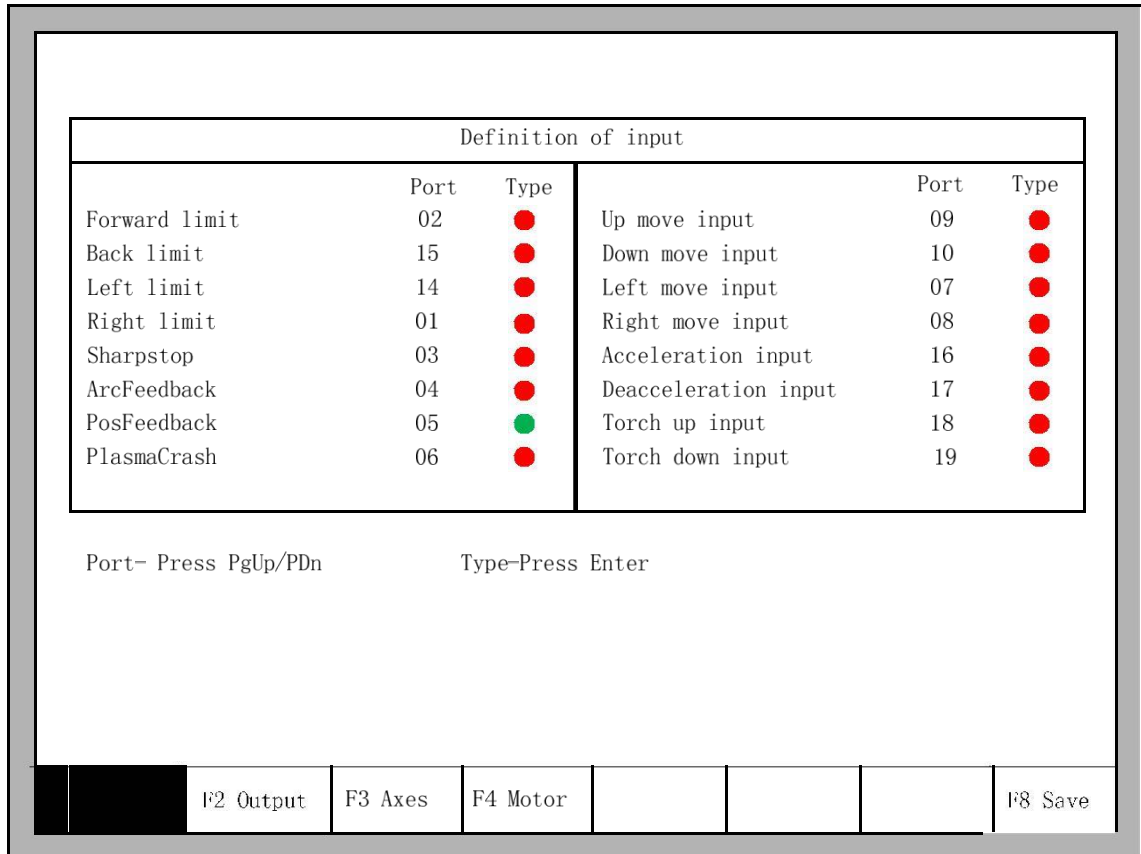 Definition of input
Port Type Port Type
Forward limit 02 Up move input 09
Back limit 15 Down move input 10
Left limit 14 Left move input 07
Right limit 01 Right move input 08
Sharpstop 03 Acceleration input 16
ArcFeedback 04 Deacceleration input 17
PosFeedback 05 Torch up input 18
PlasmaCrash 06 Torch down input 19
Port- Press PgUp/PDn Type-Press Enter
F2 Output F3 Axes F4 Motor F8 Save